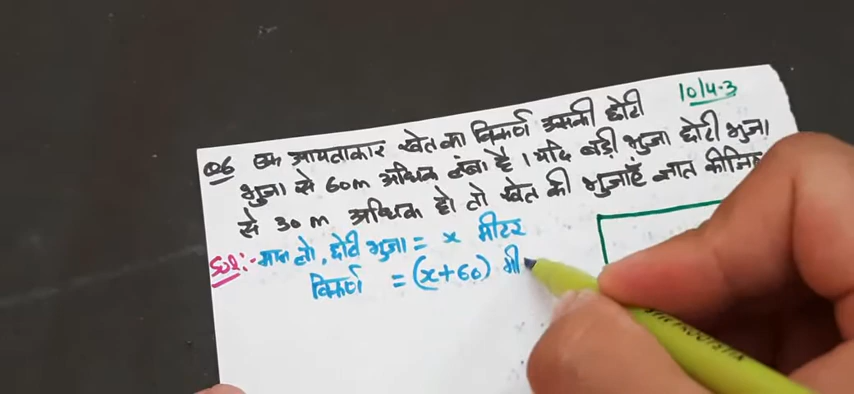 10/4.3
Q6 एक आयताकार खेत का विकर्ण उसकी छोटी
भुजा से 60m अधिक लंबा है । यदि बड़ी भुजा छोटी भुजा
से 30 m अधिक हो तो खेत की भुजाएँ ज्ञात कीजिए
Sol:- मान लो, छोटी भुजा = x मीटर
विकर्ण = (x+60) मी